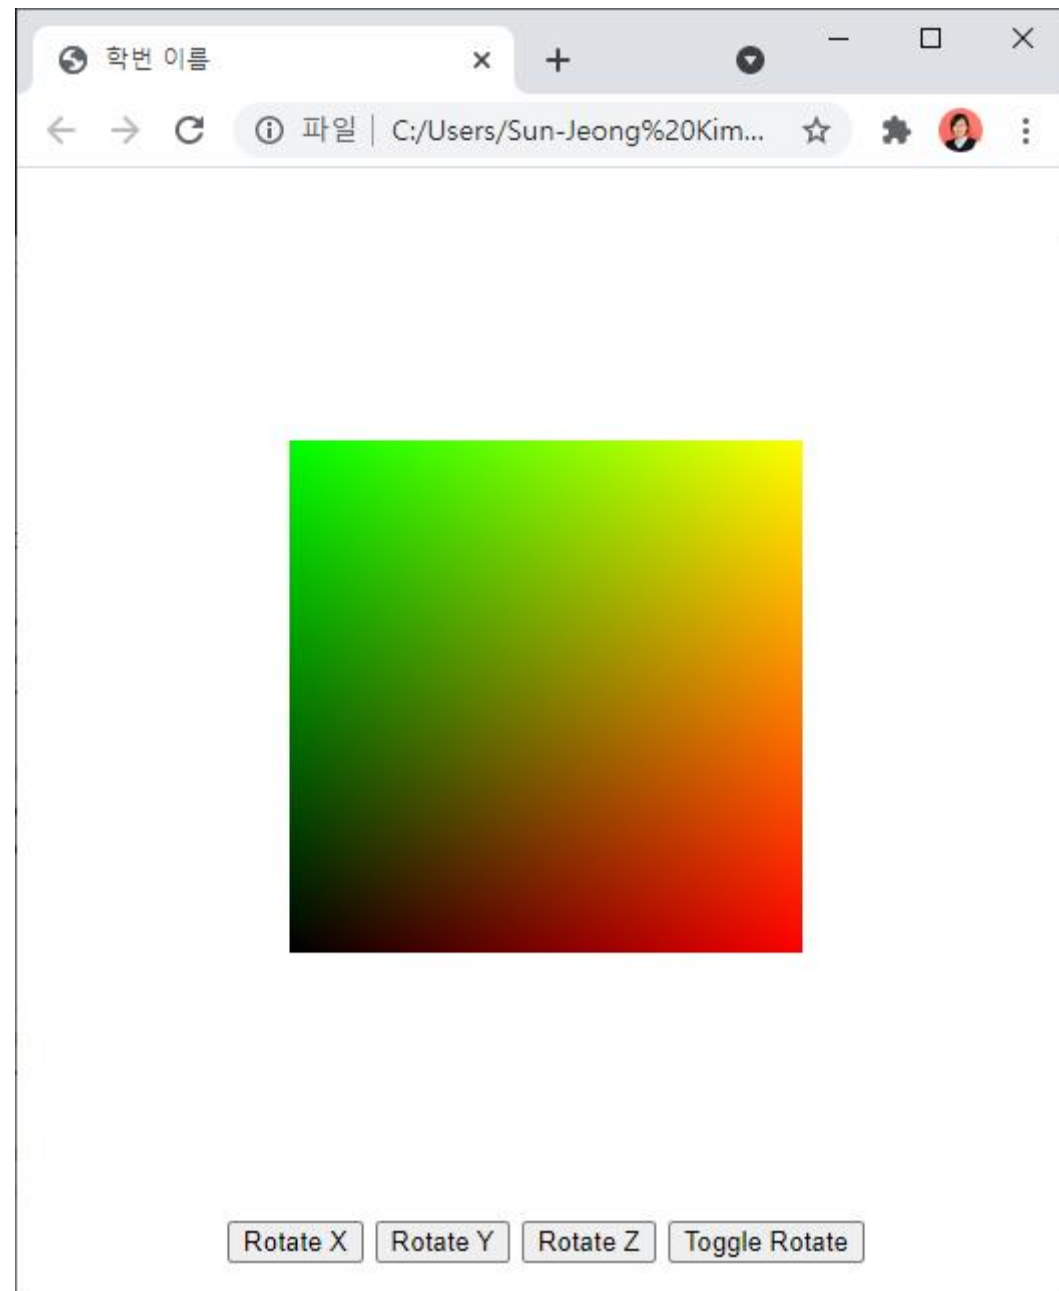 학번 이름
파일 | C:/Users/Sun-Jeong%20Kim...
Rotate X Rotate Y Rotate Z Toggle Rotate